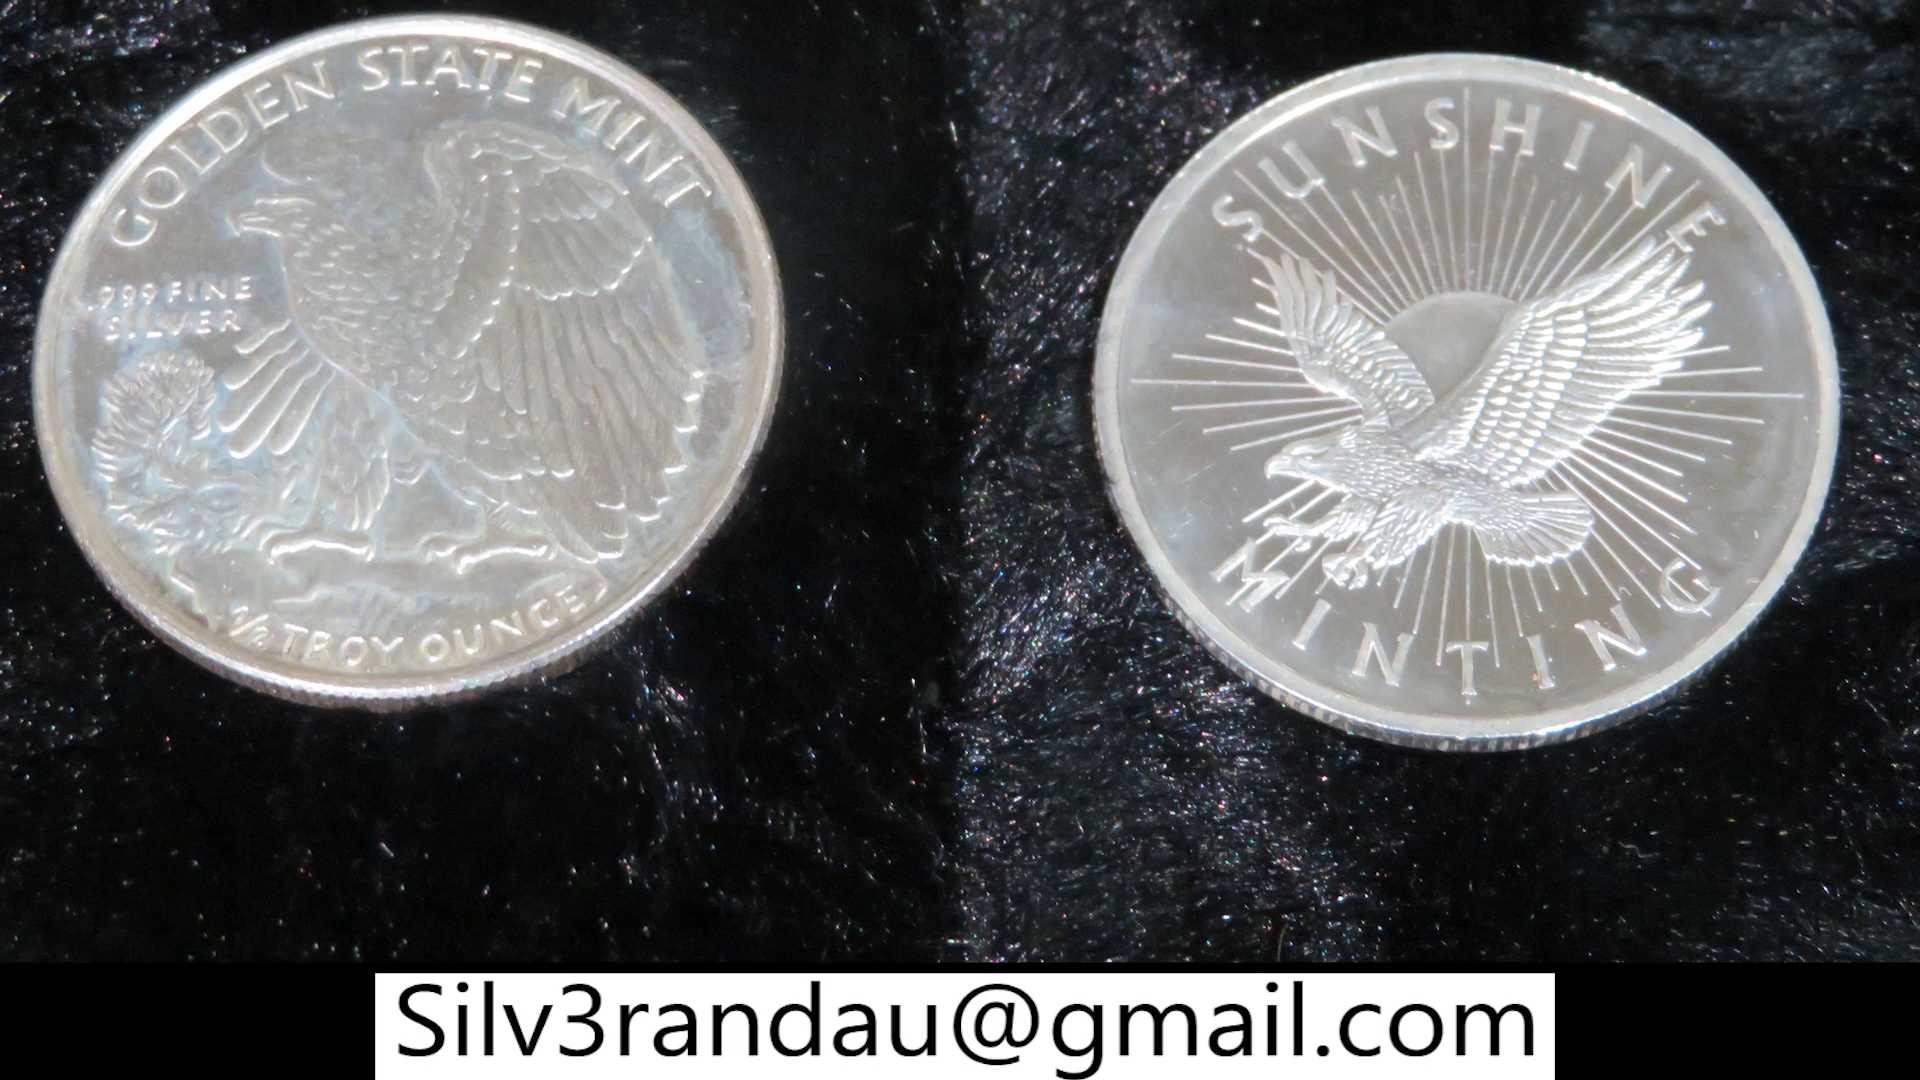 GOLDEN STATE MINT
.999 FINE
SILVER
1/2 TROY OUNCE
SUNSHINE
MINTING
Silv3randau@gmail.com